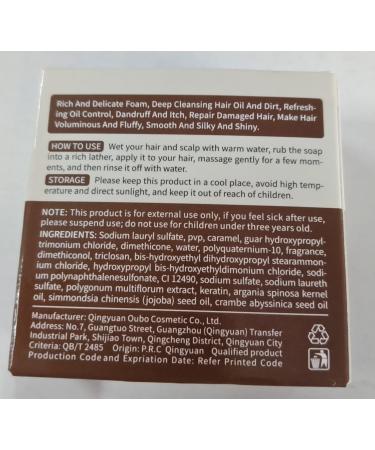 Rich And Delicate Foam, Deep Cleansing Hair Oil And Dirt, Refresh-
ing Oil Control, Dandruff And Itch, Repair Damaged Hair, Make Hair
Voluminous And Fluffy, Smooth And Silky And Shiny.
HOW TO USE Wet your hair and scalp with warm water, rub the soap
into a rich lather, apply it to your hair, massage gently for a few mom-
ents, and then rinse it off with water.
STORAGE Please keep this product in a cool place, avoid high temp-
erature and direct sunlight, and keep it out of reach of children.
NOTE: This product is for external use only, if you feel sick after use,
please suspend use; do not use for children under three years old.
INGREDIENTS: Sodium lauryl sulfate, pvp, caramel, guar hydroxypropyl-
trimonium chloride, dimethicone, water, polyquaternium-10, fragrance,
dimethiconol, triclosan, bis-hydroxyethyl dihydroxypropyl stearammon-
ium chloride, hydroxypropyl bis-hydroxyethyldimonium chloride, sodi-
um polynaphthalenesulfonate, CI 12490, sodium sulfate, sodium laureth
sulfate, polygonum multiflorum extract, keratin, argania spinosa kernel
oil, simmondsia chinensis (jojoba) seed oil, crambe abyssinica seed oil
Manufacturer: Qingyuan Oubo Cosmetic Co., Ltd.
Address: No.7, Guangtuo Street, Guangzhou (Qingyuan) Transfer
Industrial Park, Shijiao Town, Qingcheng District, Qingyuan City
Criteria: QB/T 2485 Origin: P.R.C Qingyuan Qualified product
Production Code and Expriation Date: Refer Printed Code